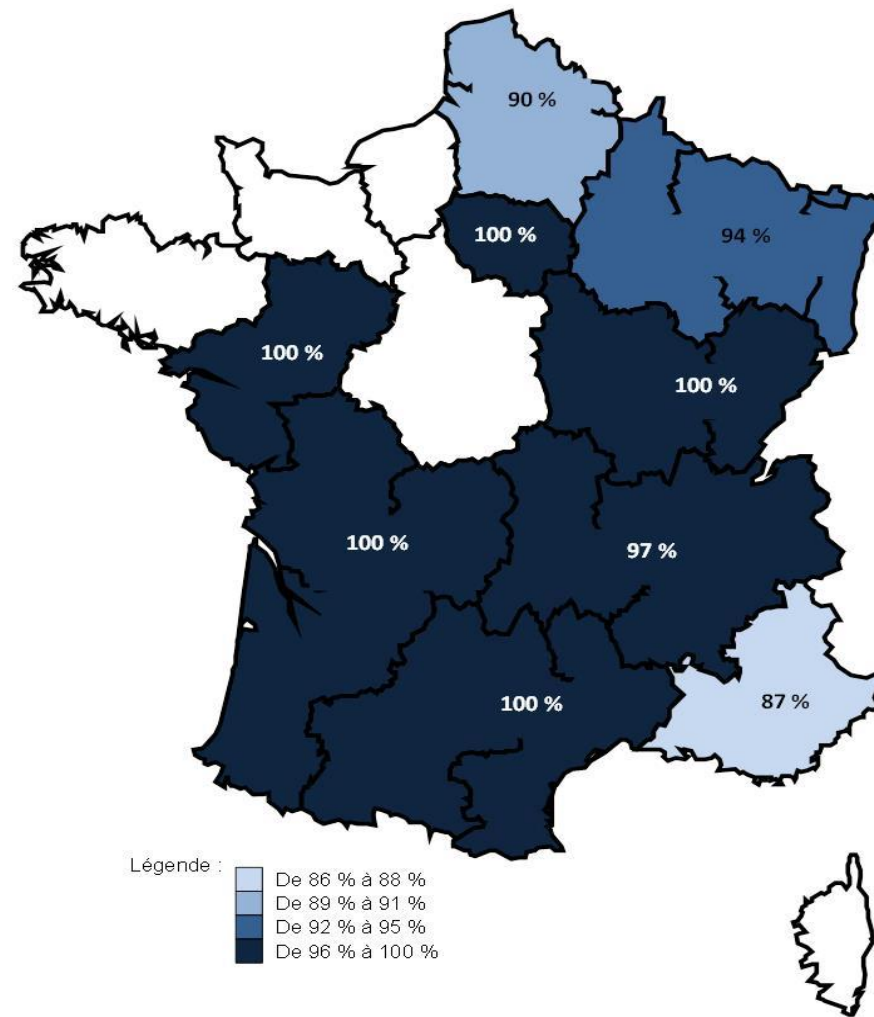 90 %
100 %
94 %
100 %
100 %
100 %
97 %
100 %
87 %
Légende :
De 86 % à 88 %
De 89 % à 91 %
De 92 % à 95 %
De 96 % à 100 %